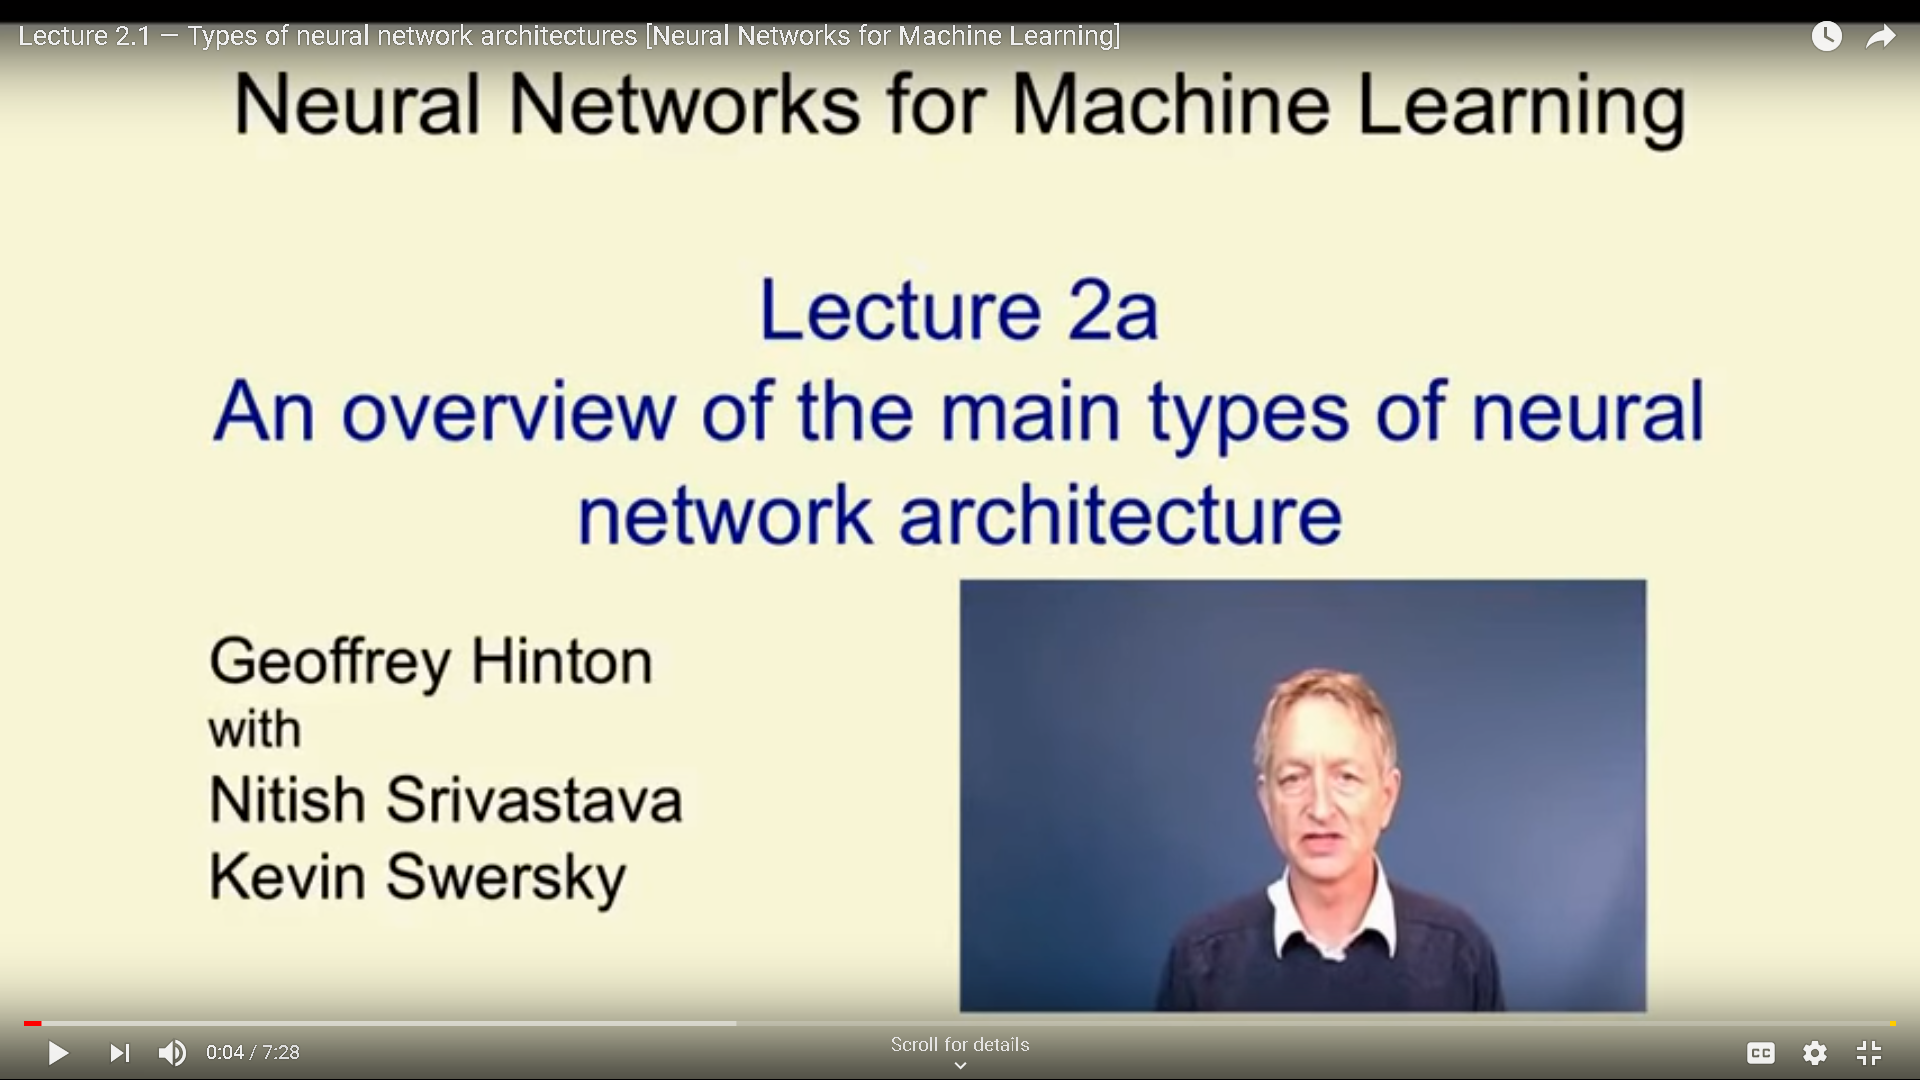 Lecture 2.1 — Types of neural network architectures [Neural Networks for Machine Learning]
Neural Networks for Machine Learning
Lecture 2a
An overview of the main types of neural
network architecture
Geoffrey Hinton
with
Nitish Srivastava
Kevin Swersky
0:04 / 7:28
Scroll for details
CC